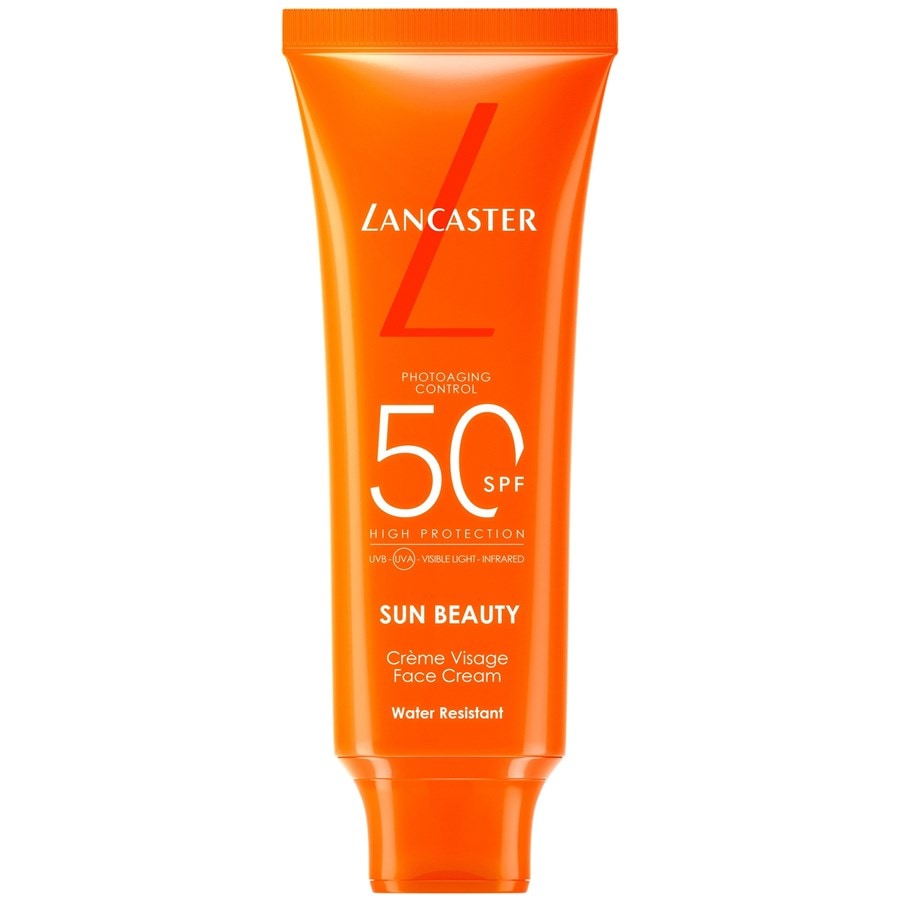 LANCASTER
PHOTOAGING
CONTROL
50
SPF
HIGH PROTECTION
UVB - UVA - VISIBLE LIGHT - INFRARED
SUN BEAUTY
Crème Visage
Face Cream
Water Resistant